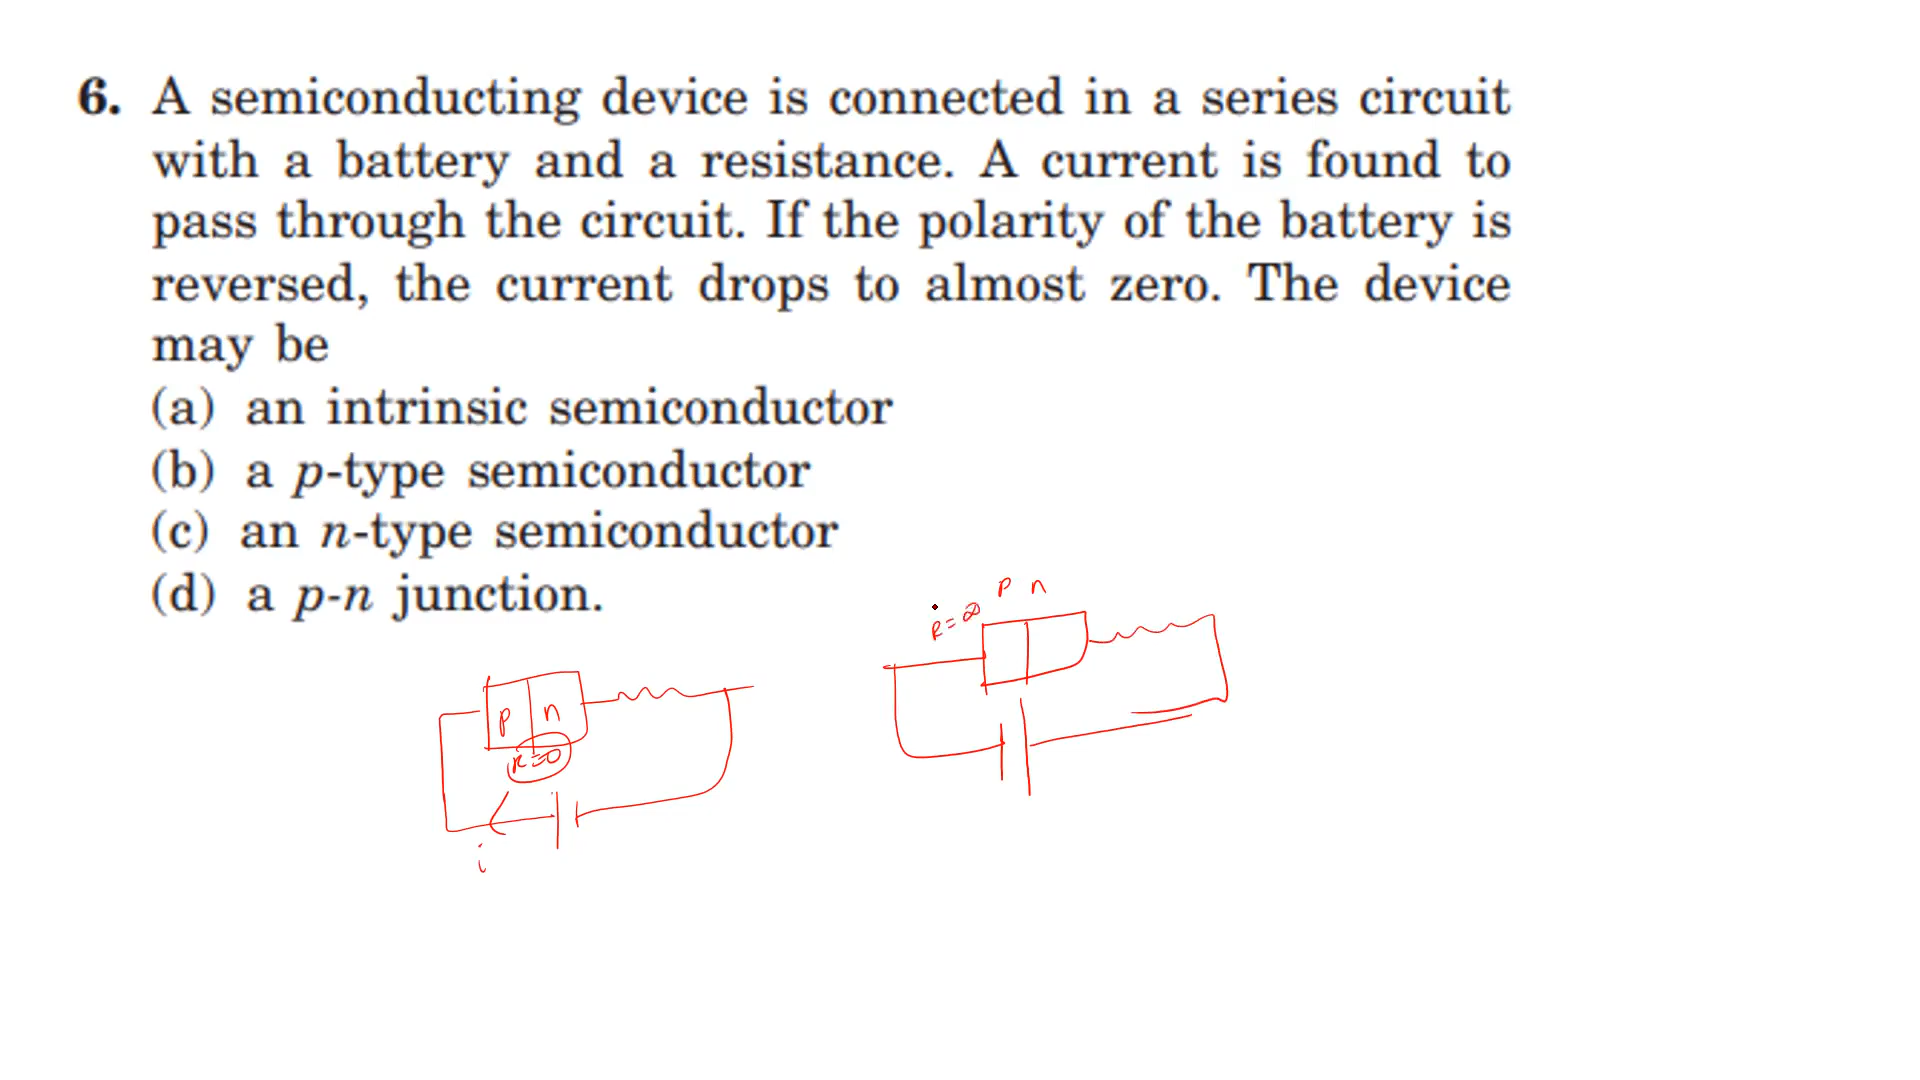 6. A semiconducting device is connected in a series circuit
with a battery and a resistance. A current is found to
pass through the circuit. If the polarity of the battery is
reversed, the current drops to almost zero. The device
may be
(a) an intrinsic semiconductor
(b) a p-type semiconductor
(c) an n-type semiconductor
(d) a p-n junction.
P n
R = ∞
p n
R=0
i